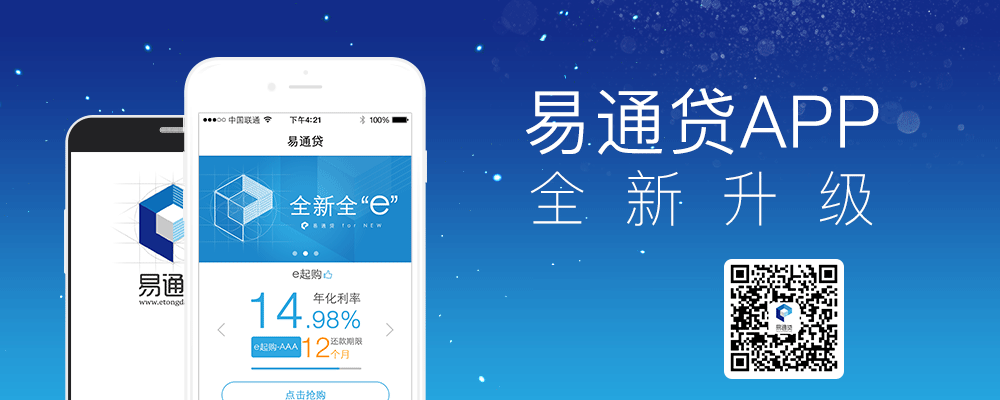 易通贷APP
全新升级
中国联通
下午4:21
100%
易通贷
全新全“e”
易通贷 for NEW
e起购
14.98%
年化利率
e起购-AAA
12个月
还款期限
点击抢购
易通
www.etongd
易通贷